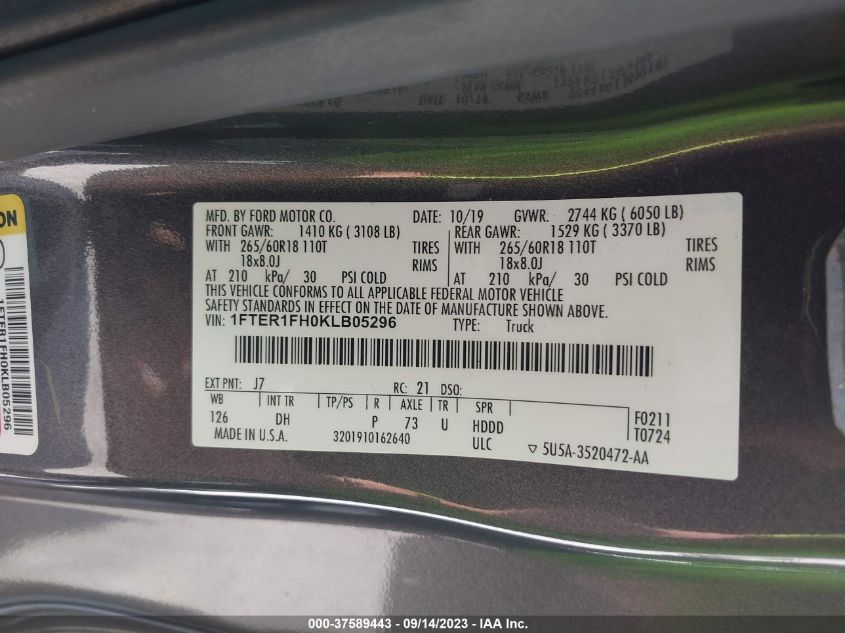 MFD. BY FORD MOTOR CO. DATE: 10/19 GVWR: 2744 KG ( 6050 LB)
FRONT GAWR: 1410 KG ( 3108 LB) REAR GAWR: 1529 KG ( 3370 LB)
WITH 265/60R18 110T TIRES WITH 265/60R18 110T TIRES
18x8.0J RIMS 18x8.0J RIMS
AT 210 kPa/ 30 PSI COLD AT 210 kPa/ 30 PSI COLD
THIS VEHICLE CONFORMS TO ALL APPLICABLE FEDERAL MOTOR VEHICLE
SAFETY STANDARDS IN EFFECT ON THE DATE OF MANUFACTURE SHOWN ABOVE.
VIN: 1FTER1FH0KLB05296 TYPE: Truck
EXT PNT: J7 RC: 21 DSO:
WB INT TR TP/PS R AXLE TR SPR
126 DH P 73 U HDDD F0211
T0724
MADE IN U.S.A. 3201910162640 ULC ▽ 5U5A-3520472-AA
ON
1FTER1FH0KLB05296
000-37589443 - 09/14/2023 - IAA Inc.